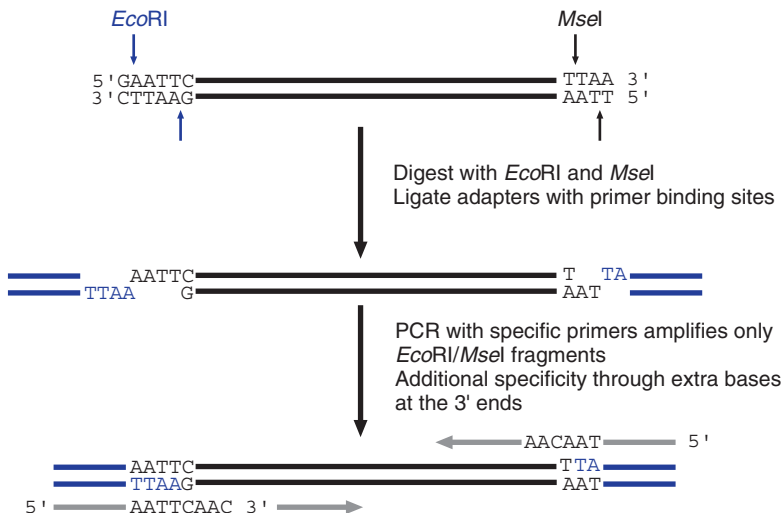 EcoRI MseI
5'GAATTC TTAA 3'
3'CTTAAG AATT 5'
Digest with EcoRI and MseI
Ligate adapters with primer binding sites
AATTC T TA
TTAA G AAT
PCR with specific primers amplifies only
EcoRI/MseI fragments
Additional specificity through extra bases
at the 3' ends
AACAAT 5'
AATTC TTA
TTAAG AAT
5' AATTCAAC 3'